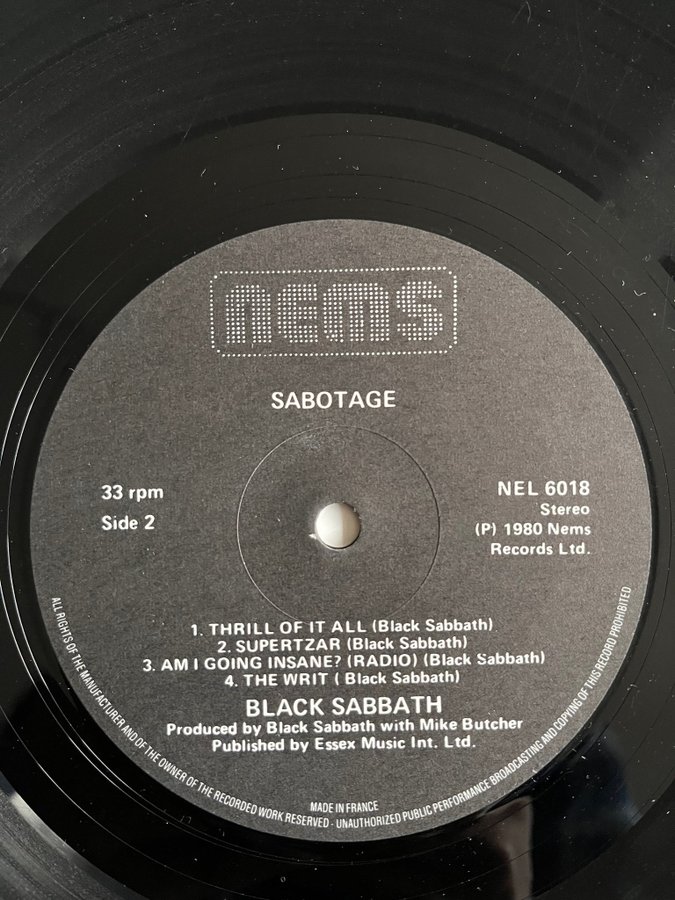 nems
SABOTAGE
33 rpm
Side 2
NEL 6018
Stereo
(P) 1980 Nems
Records Ltd.
1. THRILL OF IT ALL (Black Sabbath)
2. SUPERTZAR (Black Sabbath)
3. AM I GOING INSANE? (RADIO) (Black Sabbath)
4. THE WRIT ( Black Sabbath)
BLACK SABBATH
Produced by Black Sabbath with Mike Butcher
Published by Essex Music Int. Ltd.
MADE IN FRANCE
ALL RIGHTS OF THE MANUFACTURER AND OF THE OWNER OF THE RECORDED WORK RESERVED - UNAUTHORIZED PUBLIC PERFORMANCE BROADCASTING AND COPYING OF THIS RECORD PROHIBITED